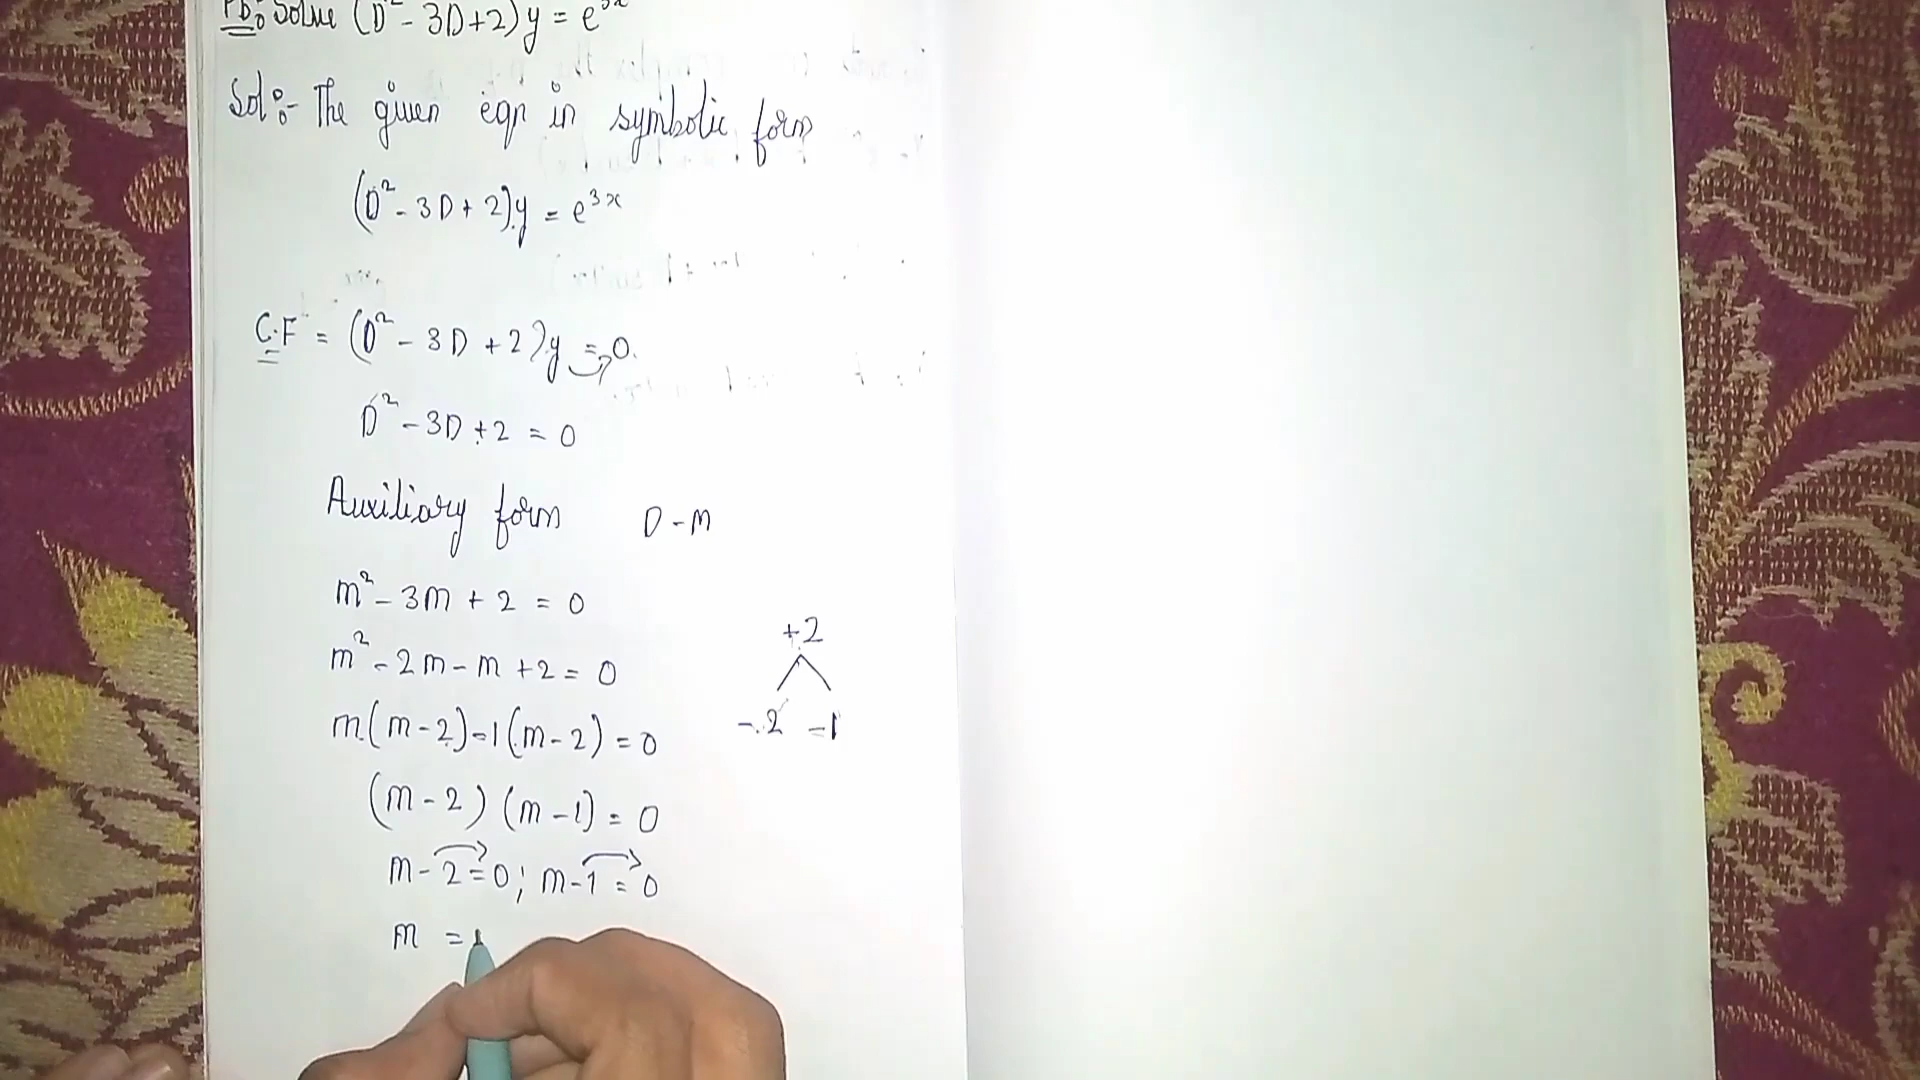 Pb: Solve (D² - 3D + 2) y = e³ˣ
Sol:- The given eqn in symbolic form
(D² - 3D + 2) y = e³ˣ
C.F = (D² - 3D + 2) y = 0.
D² - 3D + 2 = 0
Auxiliary form D - m
m² - 3m + 2 = 0
+2
m² - 2m - m + 2 = 0
m(m - 2) - 1(m - 2) = 0
-2 -1
(m - 2) (m - 1) = 0
m - 2 = 0 ; m - 1 = 0
m =